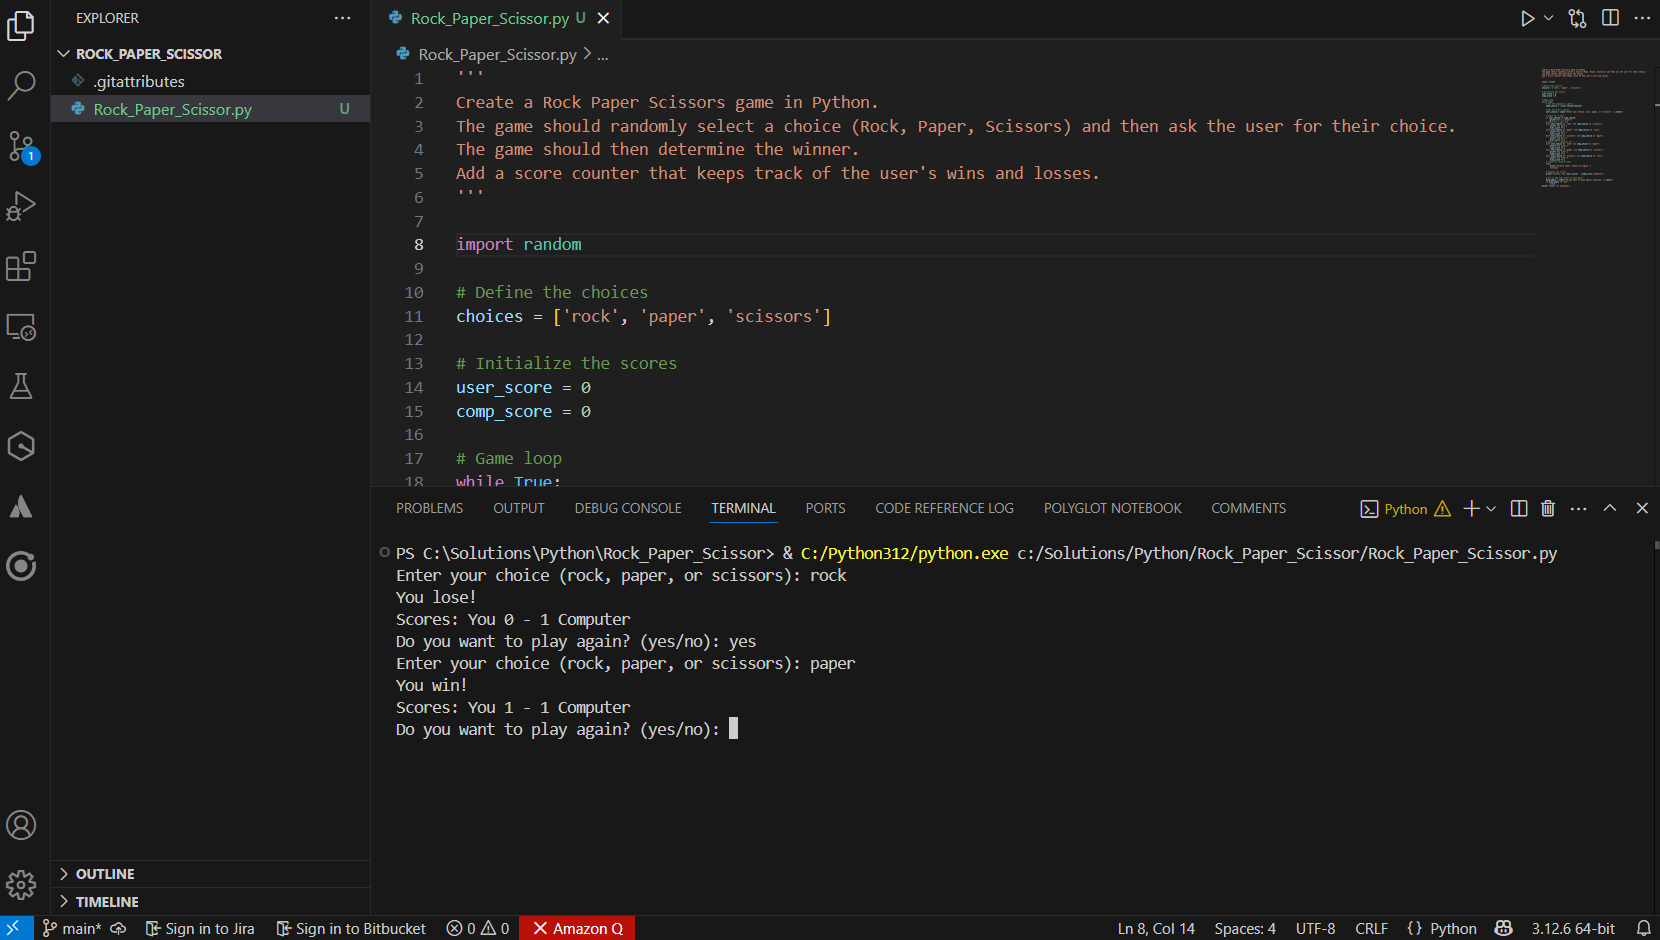 EXPLORER
ROCK_PAPER_SCISSOR
.gitattributes
Rock_Paper_Scissor.py U
OUTLINE
TIMELINE
Rock_Paper_Scissor.py U
Rock_Paper_Scissor.py > ...
1 '''
2 Create a Rock Paper Scissors game in Python.
3 The game should randomly select a choice (Rock, Paper, Scissors) and then ask the user for their choice.
4 The game should then determine the winner.
5 Add a score counter that keeps track of the user's wins and losses.
6 '''
7
8 import random
9
10 # Define the choices
11 choices = ['rock', 'paper', 'scissors']
12
13 # Initialize the scores
14 user_score = 0
15 comp_score = 0
16
17 # Game loop
18 while True:
PROBLEMS OUTPUT DEBUG CONSOLE TERMINAL PORTS CODE REFERENCE LOG POLYGLOT NOTEBOOK COMMENTS Python
PS C:\Solutions\Python\Rock_Paper_Scissor> & C:/Python312/python.exe c:/Solutions/Python/Rock_Paper_Scissor/Rock_Paper_Scissor.py
Enter your choice (rock, paper, or scissors): rock
You lose!
Scores: You 0 - 1 Computer
Do you want to play again? (yes/no): yes
Enter your choice (rock, paper, or scissors): paper
You win!
Scores: You 1 - 1 Computer
Do you want to play again? (yes/no):
1
main* Sign in to Jira Sign in to Bitbucket 0 0 Amazon Q Ln 8, Col 14 Spaces: 4 UTF-8 CRLF {} Python 3.12.6 64-bit